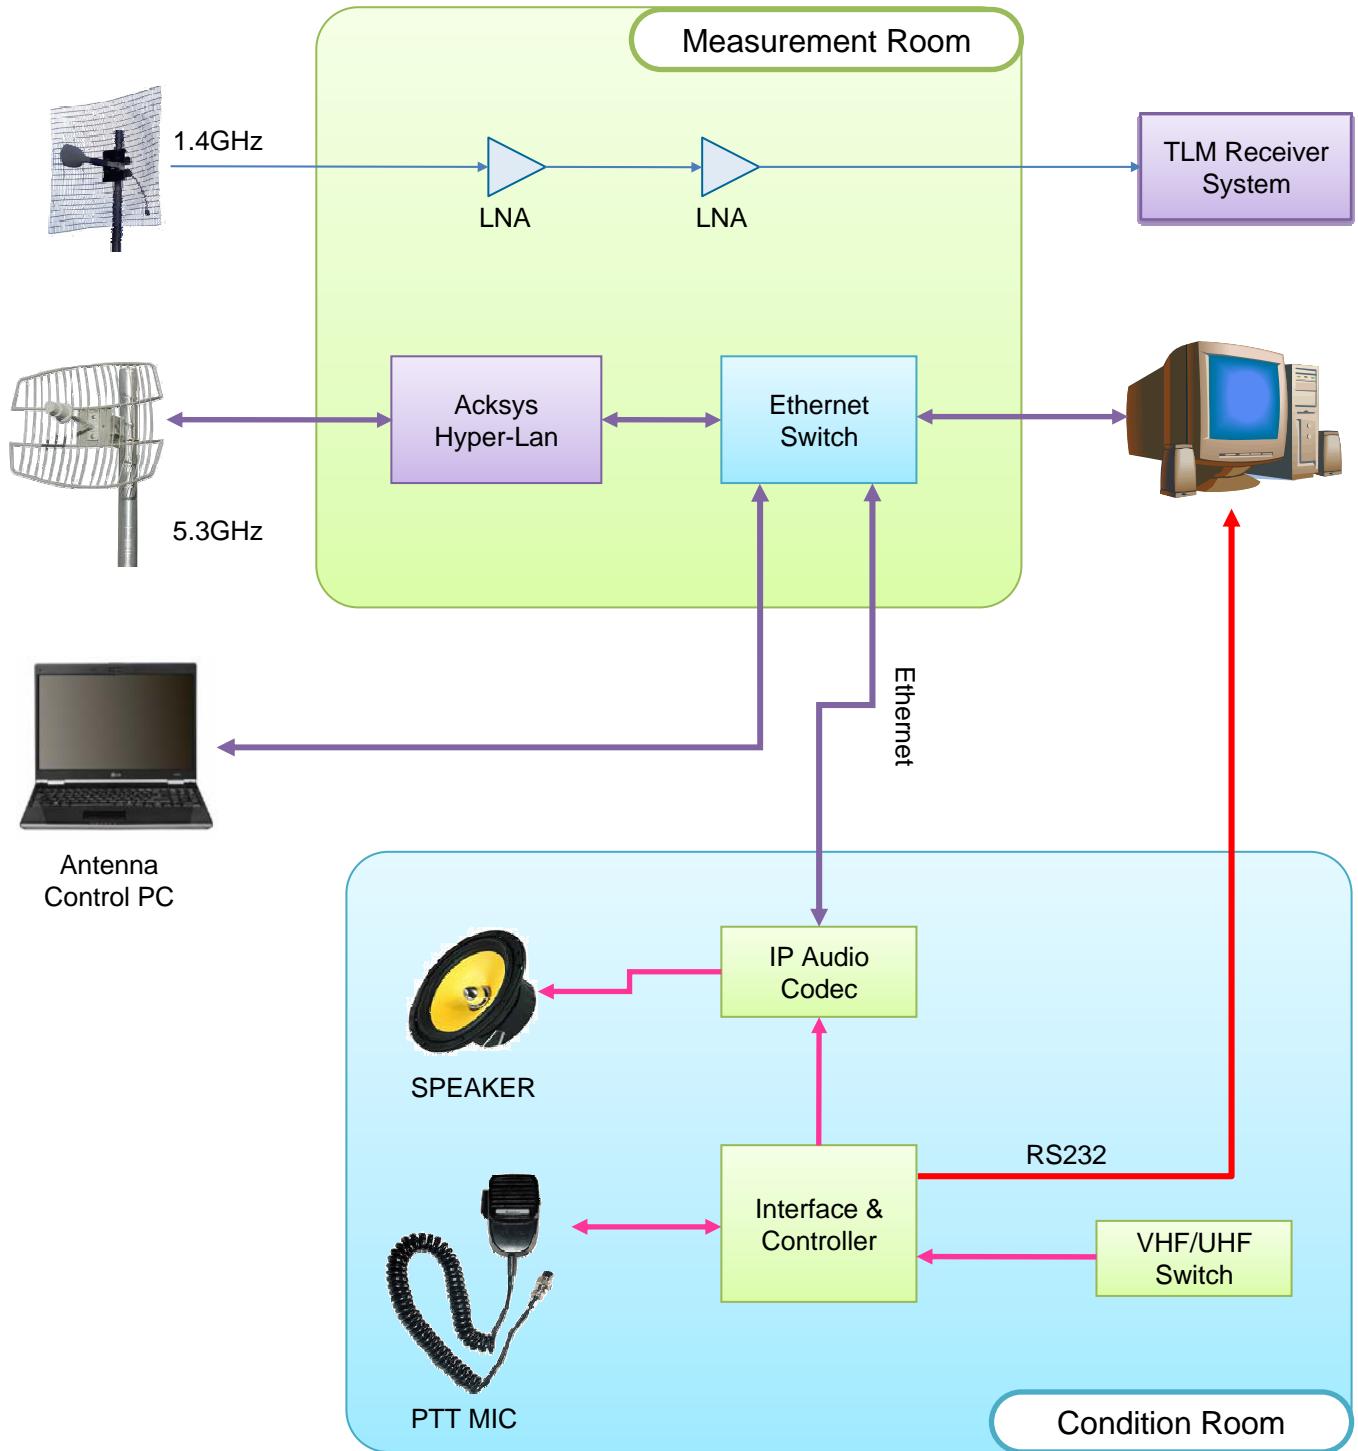 Measurement Room
1.4GHz
LNA
LNA
TLM Receiver
System
Acksys
Hyper-Lan
Ethernet
Switch
5.3GHz
Ethernet
Antenna
Control PC
IP Audio
Codec
SPEAKER
RS232
Interface &
Controller
VHF/UHF
Switch
PTT MIC
Condition Room